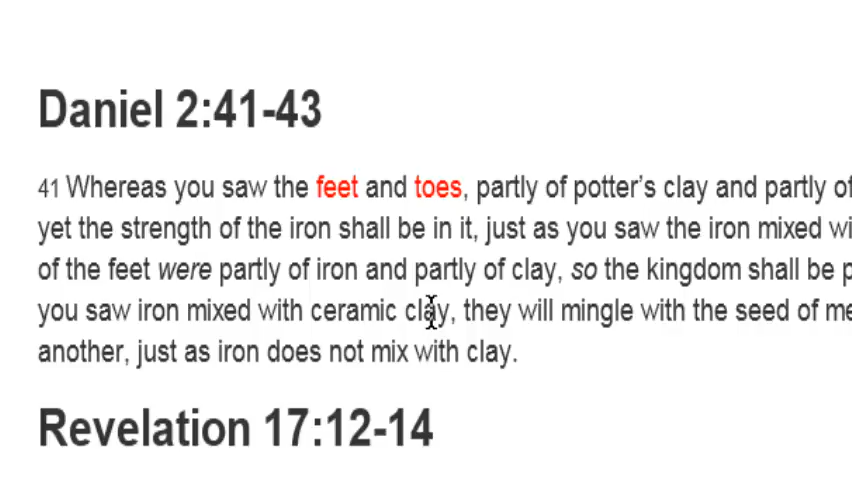 Daniel 2:41-43
41 Whereas you saw the feet and toes, partly of potter’s clay and partly of
yet the strength of the iron shall be in it, just as you saw the iron mixed
of the feet were partly of iron and partly of clay, so the kingdom shall be
you saw iron mixed with ceramic clay, they will mingle with the seed of
another, just as iron does not mix with clay.
Revelation 17:12-14